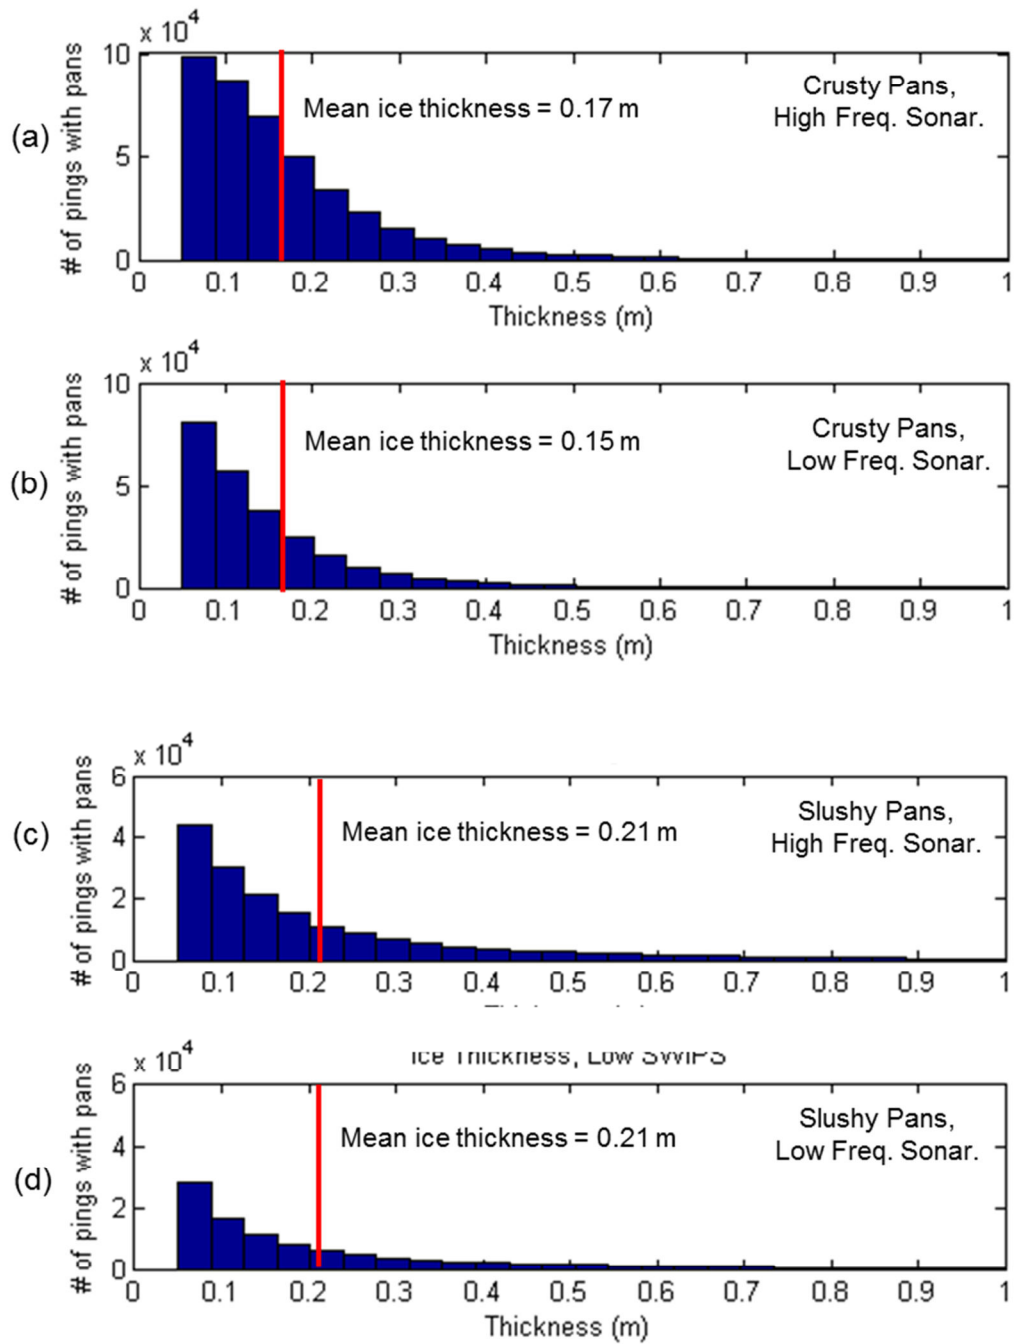 x 10⁴
10
5
0
# of pings with pans
(a)
Mean ice thickness = 0.17 m
Crusty Pans,
High Freq. Sonar.
0 0.1 0.2 0.3 0.4 0.5 0.6 0.7 0.8 0.9 1
Thickness (m)
x 10⁴
10
5
0
# of pings with pans
(b)
Mean ice thickness = 0.15 m
Crusty Pans,
Low Freq. Sonar.
0 0.1 0.2 0.3 0.4 0.5 0.6 0.7 0.8 0.9 1
Thickness (m)
x 10⁴
6
4
2
0
# of pings with pans
(c)
Mean ice thickness = 0.21 m
Slushy Pans,
High Freq. Sonar.
0 0.1 0.2 0.3 0.4 0.5 0.6 0.7 0.8 0.9 1
Ice Thickness, Low SWIPS
x 10⁴
6
4
2
0
# of pings with pans
(d)
Mean ice thickness = 0.21 m
Slushy Pans,
Low Freq. Sonar.
0 0.1 0.2 0.3 0.4 0.5 0.6 0.7 0.8 0.9 1
Thickness (m)